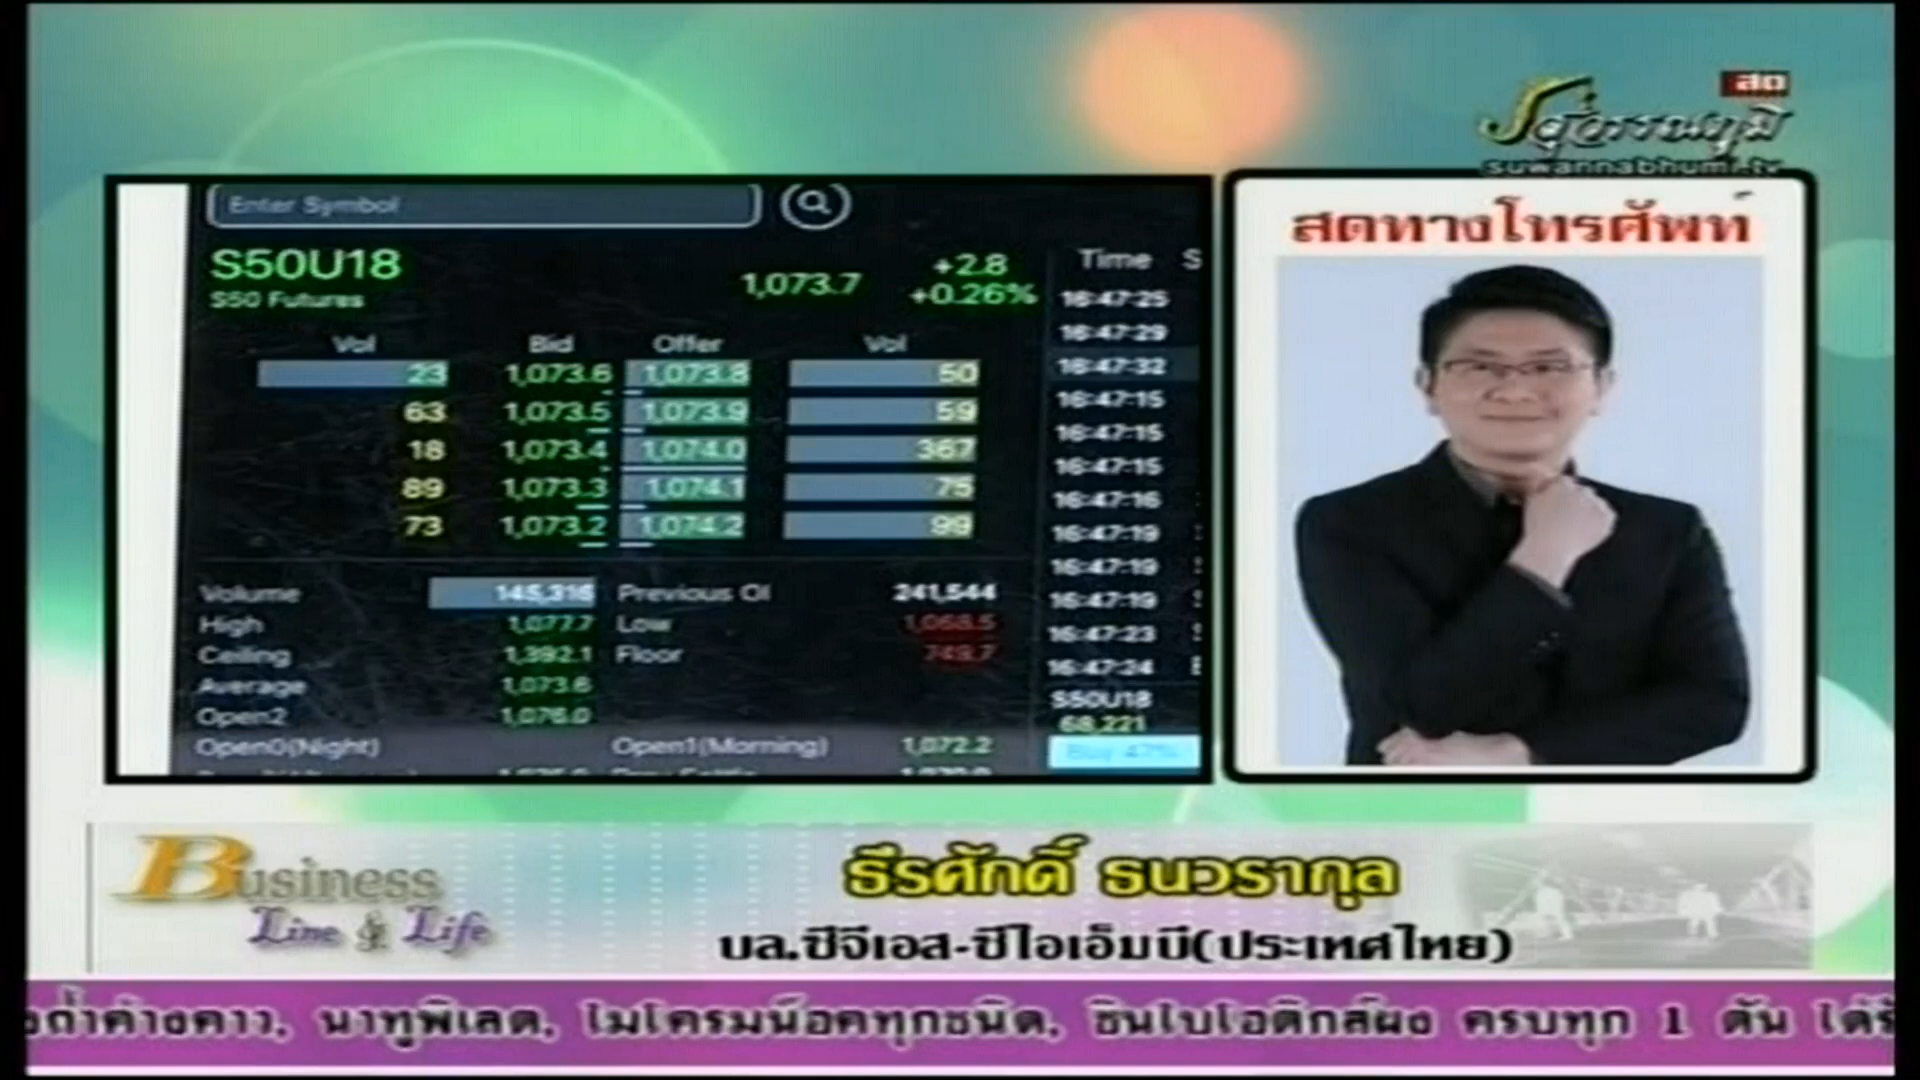 สด
สุวรรณภูมิ
suwannabhumi.tv
Enter Symbol
S50U18
S50 Futures
1,073.7
+2.8
+0.26%
Vol Bid Offer Vol
23 1,073.6 1,073.8 50
63 1,073.5 1,073.9 59
18 1,073.4 1,074.0 367
89 1,073.3 1,074.1 75
73 1,073.2 1,074.2 99
Volume 145,316 Previous OI 241,544
High 1,077.7 Low 1,068.5
Ceiling 1,392.1 Floor 749.7
Average 1,073.6
Open2 1,076.0
Open0(Night) Open1(Morning) 1,072.2
Time S
16:47:25
16:47:29
16:47:32
16:47:15
16:47:15
16:47:15
16:47:16
16:47:19
16:47:19
16:47:19
16:47:23
16:47:24
S50U18
68,221
Buy 47%
สดทางโทรศัพท์
Business
Line & Life
ธีรศักดิ์ ธนวรากุล
บล.ซีจีเอส-ซีไอเอ็มบี(ประเทศไทย)
ถ้ำค้างคาว, นาทูพิเลต, ไมโครมน็อคทุกชนิด, ซินไบโอติกส์ผง ครบทุก 1 ตัน